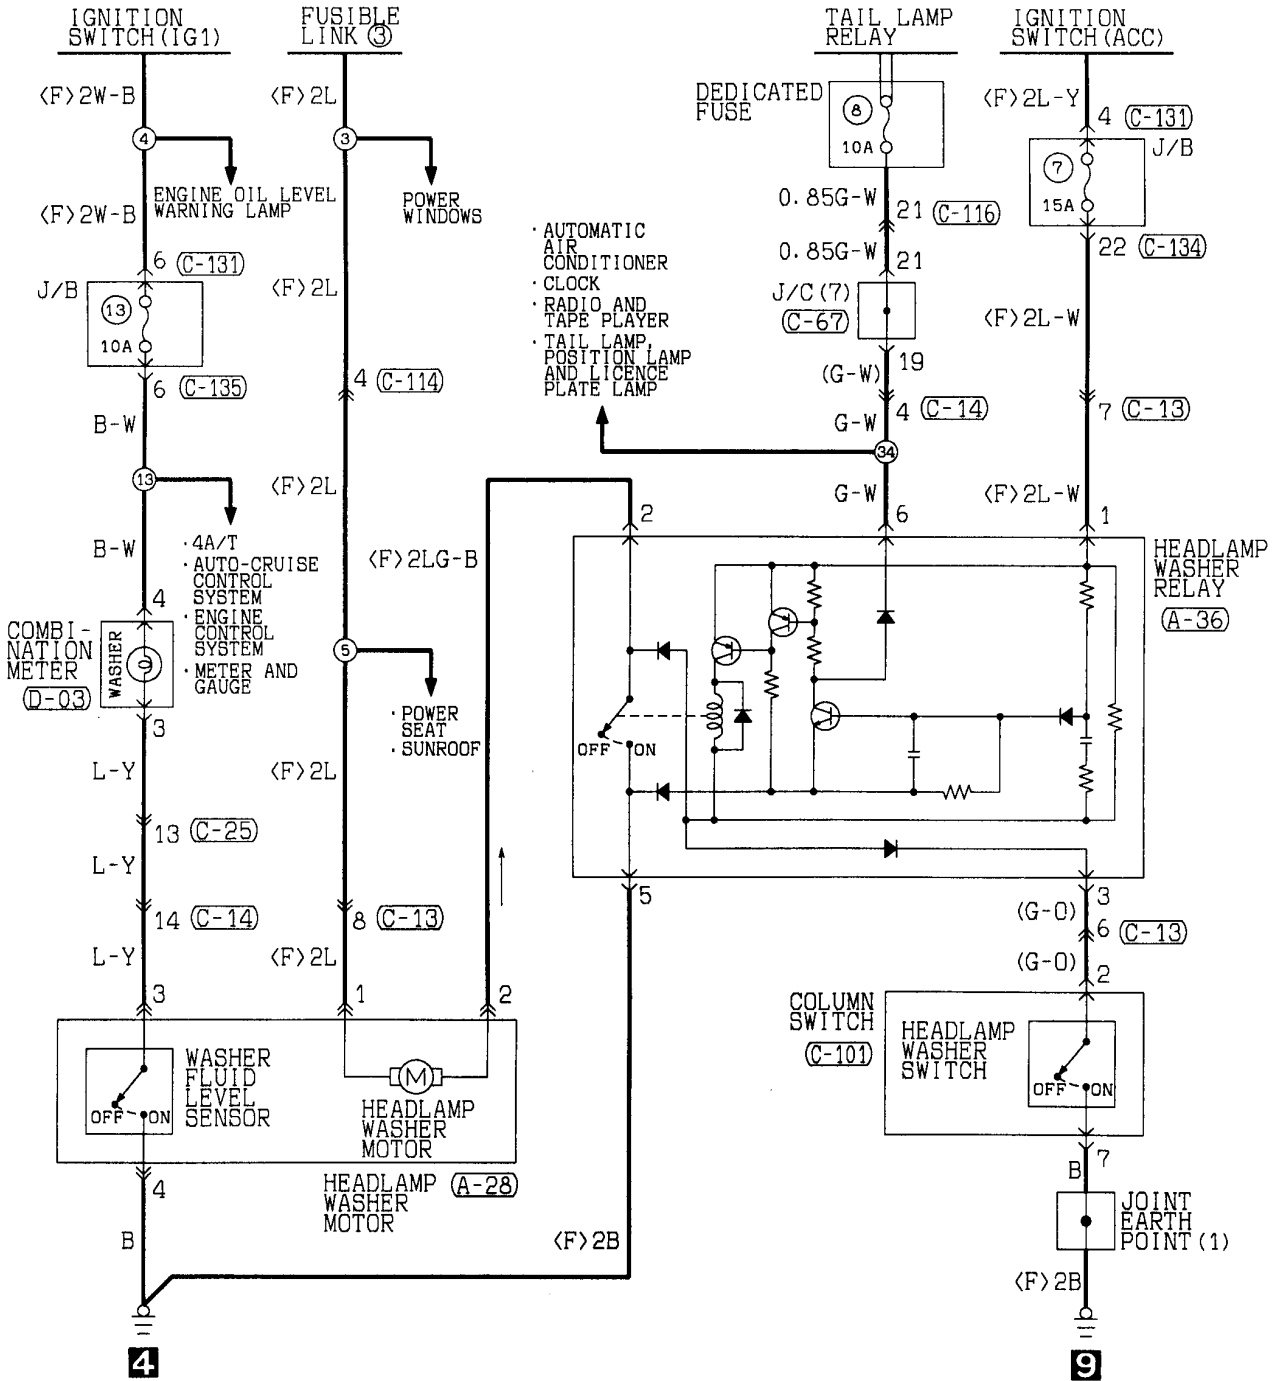 IGNITION
SWITCH(IG1)
FUSIBLE
LINK ③
TAIL LAMP
RELAY
IGNITION
SWITCH(ACC)
<F>2W-B
<F>2L
DEDICATED
FUSE
8
10A
<F>2L-Y
4 C-131
J/B
7
15A
4
3
ENGINE OIL LEVEL
WARNING LAMP
POWER
WINDOWS
<F>2W-B
0.85G-W
21 C-116
22 C-134
6 C-131
J/B
13
10A
<F>2L
· AUTOMATIC
AIR
CONDITIONER
· CLOCK
· RADIO AND
TAPE PLAYER
· TAIL LAMP,
POSITION LAMP
AND LICENCE
PLATE LAMP
0.85G-W
21
J/C(7)
C-67
<F>2L-W
19
(G-W)
6 C-135
4 C-114
4 C-14
7 C-13
B-W
G-W
34
13
<F>2L
G-W
<F>2L-W
2
6
1
B-W
· 4A/T
· AUTO-CRUISE
CONTROL
SYSTEM
· ENGINE
CONTROL
SYSTEM
· METER AND
GAUGE
<F>2LG-B
HEADLAMP
WASHER
RELAY
A-36
4
COMBI-
NATION
METER
D-03
WASHER
5
3
· POWER
SEAT
· SUNROOF
OFF
ON
L-Y
<F>2L
13 C-25
L-Y
14 C-14
8 C-13
5
3
(G-O)
6 C-13
L-Y
<F>2L
(G-O)
3
1
2
2
COLUMN
SWITCH
C-101
HEADLAMP
WASHER
SWITCH
OFF
ON
WASHER
FLUID
LEVEL
SENSOR
OFF
ON
M
HEADLAMP
WASHER
MOTOR
7
B
4
HEADLAMP
WASHER
MOTOR
A-28
JOINT
EARTH
POINT(1)
B
<F>2B
<F>2B
4
9